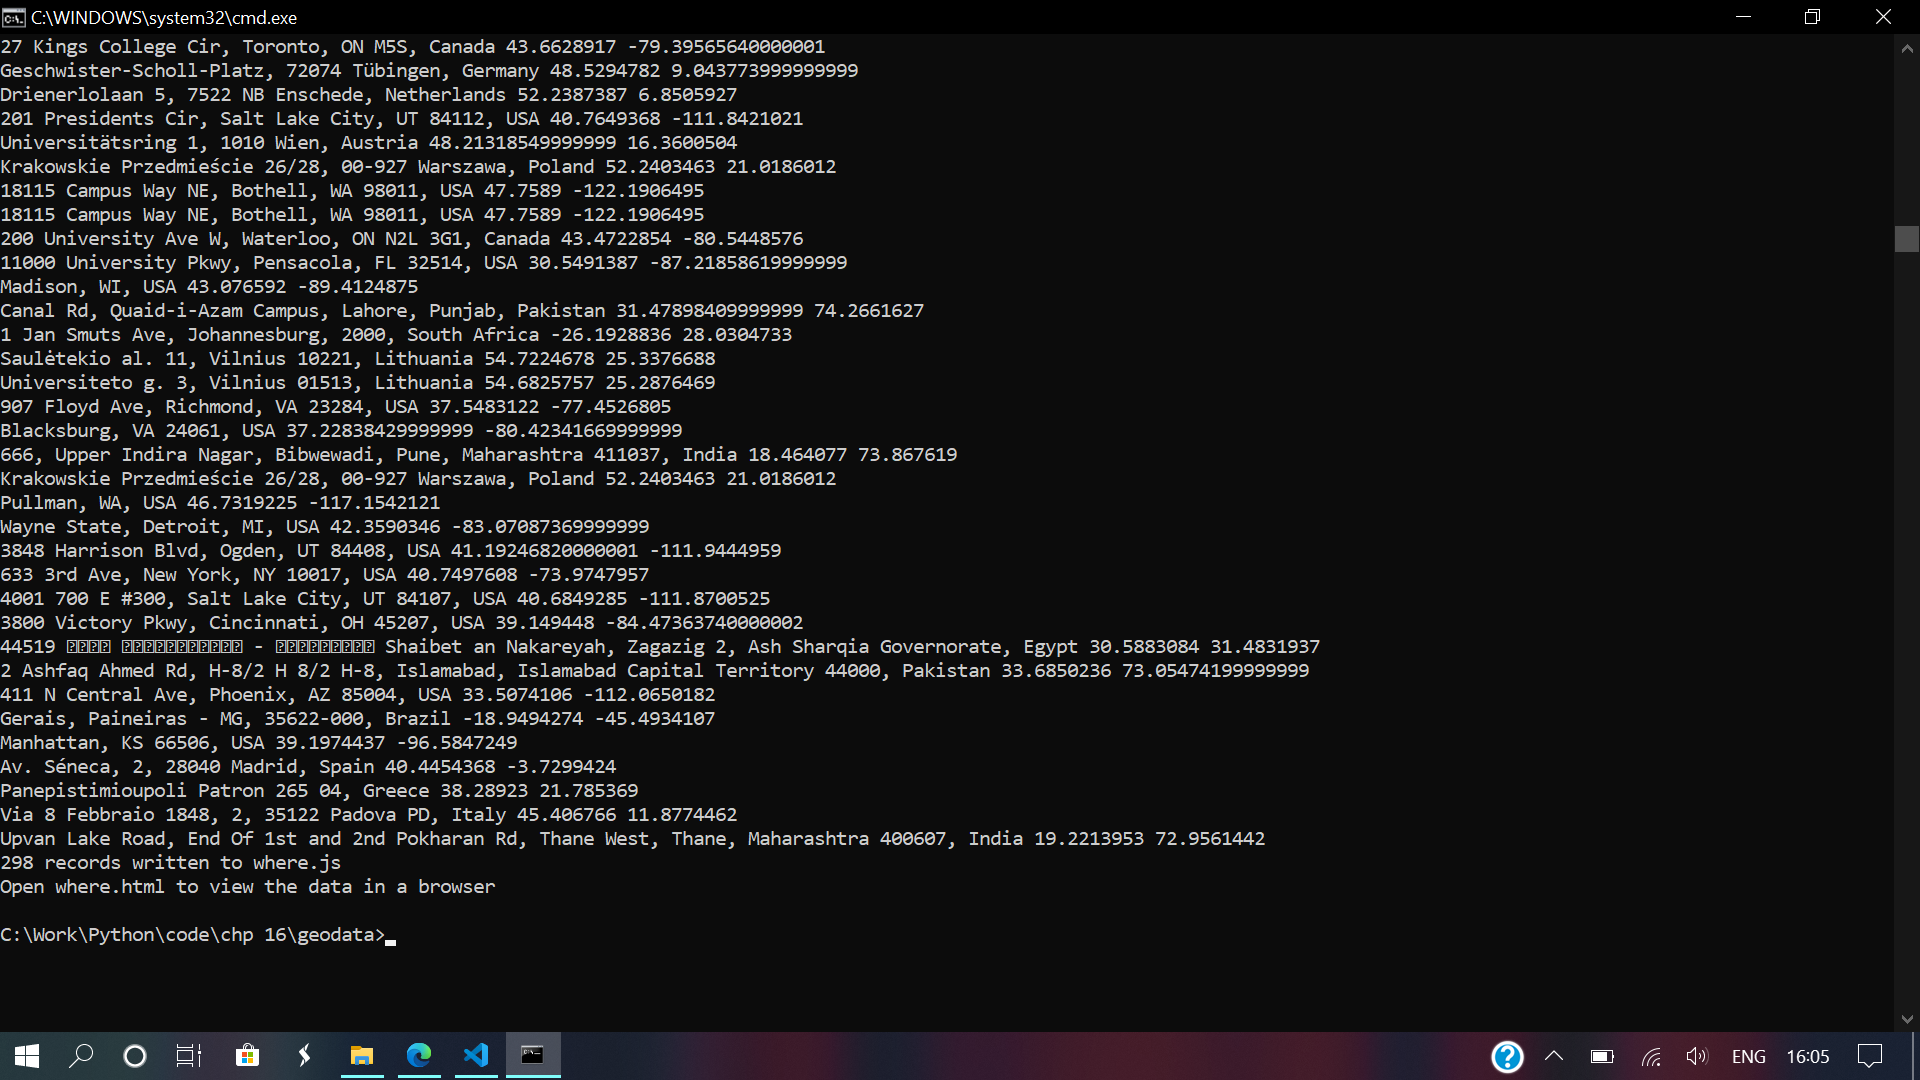 C:\WINDOWS\system32\cmd.exe
27 Kings College Cir, Toronto, ON M5S, Canada 43.6628917 -79.39565640000001
Geschwister-Scholl-Platz, 72074 Tübingen, Germany 48.5294782 9.043773999999999
Drienerlolaan 5, 7522 NB Enschede, Netherlands 52.2387387 6.8505927
201 Presidents Cir, Salt Lake City, UT 84112, USA 40.7649368 -111.8421021
Universitätsring 1, 1010 Wien, Austria 48.21318549999999 16.3600504
Krakowskie Przedmieście 26/28, 00-927 Warszawa, Poland 52.2403463 21.0186012
18115 Campus Way NE, Bothell, WA 98011, USA 47.7589 -122.1906495
18115 Campus Way NE, Bothell, WA 98011, USA 47.7589 -122.1906495
200 University Ave W, Waterloo, ON N2L 3G1, Canada 43.4722854 -80.5448576
11000 University Pkwy, Pensacola, FL 32514, USA 30.5491387 -87.21858619999999
Madison, WI, USA 43.076592 -89.4124875
Canal Rd, Quaid-i-Azam Campus, Lahore, Punjab, Pakistan 31.47898409999999 74.2661627
1 Jan Smuts Ave, Johannesburg, 2000, South Africa -26.1928836 28.0304733
Saulėtekio al. 11, Vilnius 10221, Lithuania 54.7224678 25.3376688
Universiteto g. 3, Vilnius 01513, Lithuania 54.6825757 25.2876469
907 Floyd Ave, Richmond, VA 23284, USA 37.5483122 -77.4526805
Blacksburg, VA 24061, USA 37.22838429999999 -80.42341669999999
666, Upper Indira Nagar, Bibwewadi, Pune, Maharashtra 411037, India 18.464077 73.867619
Krakowskie Przedmieście 26/28, 00-927 Warszawa, Poland 52.2403463 21.0186012
Pullman, WA, USA 46.7319225 -117.1542121
Wayne State, Detroit, MI, USA 42.3590346 -83.07087369999999
3848 Harrison Blvd, Ogden, UT 84408, USA 41.19246820000001 -111.9444959
633 3rd Ave, New York, NY 10017, USA 40.7497608 -73.9747957
4001 700 E #300, Salt Lake City, UT 84107, USA 40.6849285 -111.8700525
3800 Victory Pkwy, Cincinnati, OH 45207, USA 39.149448 -84.47363740000002
44519 - Shaibet an Nakareyah, Zagazig 2, Ash Sharqia Governorate, Egypt 30.5883084 31.4831937
2 Ashfaq Ahmed Rd, H-8/2 H 8/2 H-8, Islamabad, Islamabad Capital Territory 44000, Pakistan 33.6850236 73.05474199999999
411 N Central Ave, Phoenix, AZ 85004, USA 33.5074106 -112.0650182
Gerais, Paineiras - MG, 35622-000, Brazil -18.9494274 -45.4934107
Manhattan, KS 66506, USA 39.1974437 -96.5847249
Av. Séneca, 2, 28040 Madrid, Spain 40.4454368 -3.7299424
Panepistimioupoli Patron 265 04, Greece 38.28923 21.785369
Via 8 Febbraio 1848, 2, 35122 Padova PD, Italy 45.406766 11.8774462
Upvan Lake Road, End Of 1st and 2nd Pokharan Rd, Thane West, Thane, Maharashtra 400607, India 19.2213953 72.9561442
298 records written to where.js
Open where.html to view the data in a browser
C:\Work\Python\code\chp 16\geodata>
ENG 16:05